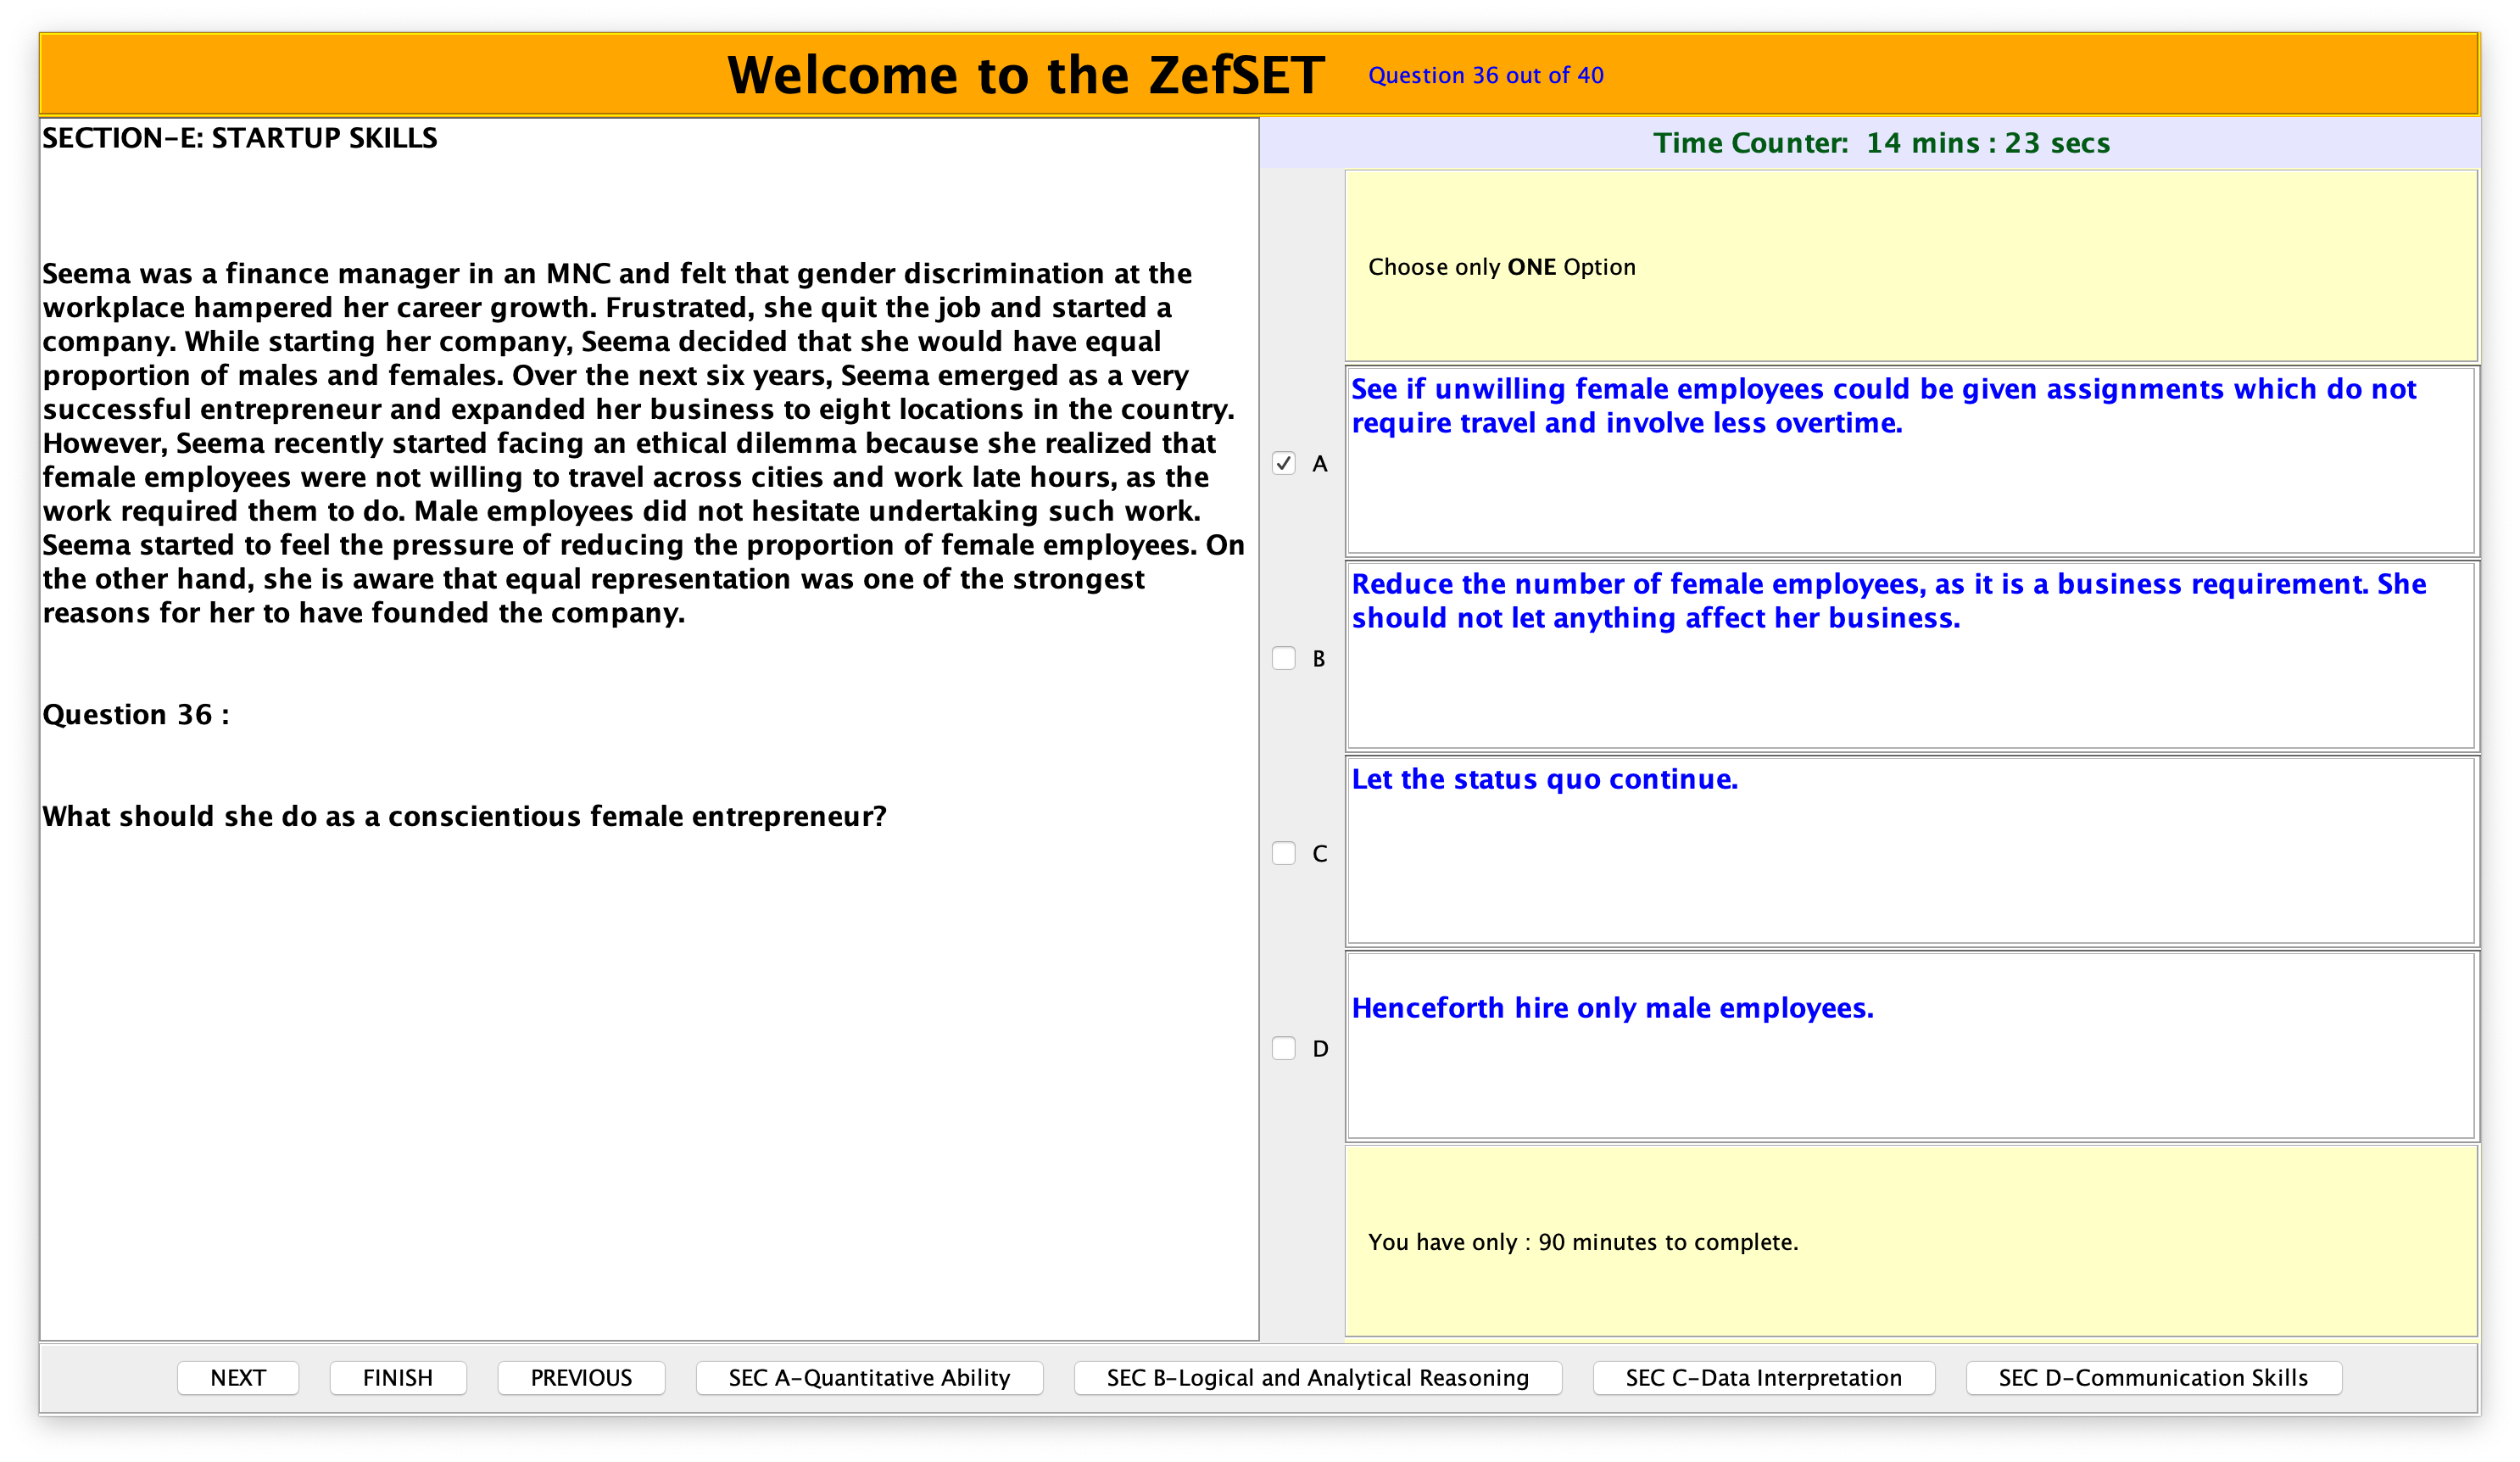 Welcome to the ZefSET
Question 36 out of 40
SECTION-E: STARTUP SKILLS
Seema was a finance manager in an MNC and felt that gender discrimination at the
workplace hampered her career growth. Frustrated, she quit the job and started a
company. While starting her company, Seema decided that she would have equal
proportion of males and females. Over the next six years, Seema emerged as a very
successful entrepreneur and expanded her business to eight locations in the country.
However, Seema recently started facing an ethical dilemma because she realized that
female employees were not willing to travel across cities and work late hours, as the
work required them to do. Male employees did not hesitate undertaking such work.
Seema started to feel the pressure of reducing the proportion of female employees. On
the other hand, she is aware that equal representation was one of the strongest
reasons for her to have founded the company.
Question 36 :
What should she do as a conscientious female entrepreneur?
Time Counter: 14 mins : 23 secs
Choose only ONE Option
A
See if unwilling female employees could be given assignments which do not
require travel and involve less overtime.
B
Reduce the number of female employees, as it is a business requirement. She
should not let anything affect her business.
C
Let the status quo continue.
D
Henceforth hire only male employees.
You have only : 90 minutes to complete.
NEXT
FINISH
PREVIOUS
SEC A-Quantitative Ability
SEC B-Logical and Analytical Reasoning
SEC C-Data Interpretation
SEC D-Communication Skills